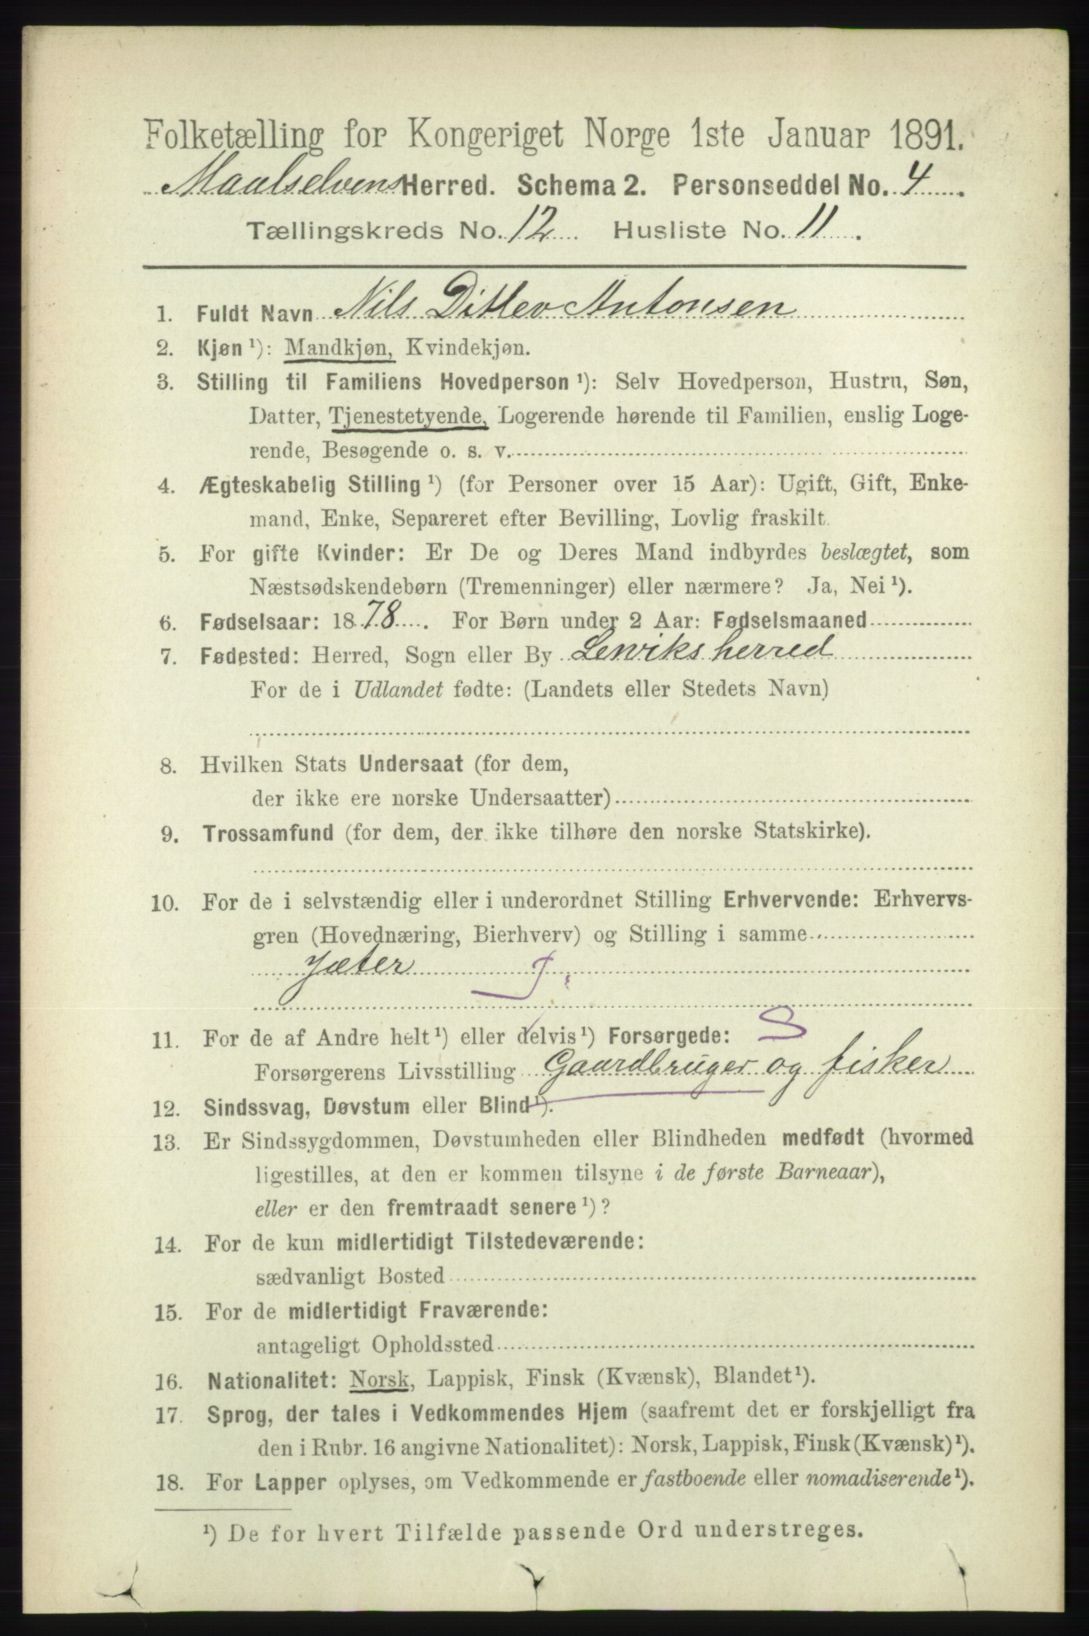 Folketælling for Kongeriget Norge 1ste Januar 1891.
Maalselvens Herred. Schema 2. Personseddel No. 4.
Tællingskreds No. 12 Husliste No. 11.
1. Fuldt Navn Nils Ditlev Antonsen
2. Kjøn ¹): Mandkjøn, Kvindekjøn.
3. Stilling til Familiens Hovedperson ¹): Selv Hovedperson, Hustru, Søn,
Datter, Tjenestetyende, Logerende hørende til Familien, enslig Loge-
rende, Besøgende o. s. v.
4. Ægteskabelig Stilling ¹) (for Personer over 15 Aar): Ugift, Gift, Enke-
mand, Enke, Separeret efter Bevilling, Lovlig fraskilt.
5. For gifte Kvinder: Er De og Deres Mand indbyrdes beslægtet, som
Næstsødskendebørn (Tremenninger) eller nærmere? Ja, Nei ¹).
6. Fødselsaar: 1878. For Børn under 2 Aar: Fødselsmaaned
7. Fødested: Herred, Sogn eller By Lenviks herred
For de i Udlandet fødte: (Landets eller Stedets Navn)
8. Hvilken Stats Undersaat (for dem,
der ikke ere norske Undersaatter)
9. Trossamfund (for dem, der ikke tilhøre den norske Statskirke).
10. For de i selvstændig eller i underordnet Stilling Erhvervende: Erhvervs-
gren (Hovednæring, Bierhverv) og Stilling i samme
Jæter J.
11. For de af Andre helt ¹) eller delvis ¹) Forsørgede: S
Forsørgerens Livsstilling Gaardbruger og fisker
12. Sindssvag, Døvstum eller Blind ¹).
13. Er Sindssygdommen, Døvstumheden eller Blindheden medfødt (hvormed
ligestilles, at den er kommen tilsyne i de første Barneaar),
eller er den fremtraadt senere ¹)?
14. For de kun midlertidigt Tilstedeværende:
sædvanligt Bosted
15. For de midlertidigt Fraværende:
antageligt Opholdssted
16. Nationalitet: Norsk, Lappisk, Finsk (Kvænsk), Blandet ¹).
17. Sprog, der tales i Vedkommendes Hjem (saafremt det er forskjelligt fra
den i Rubr. 16 angivne Nationalitet): Norsk, Lappisk, Finsk (Kvænsk) ¹).
18. For Lapper oplyses, om Vedkommende er fastboende eller nomadiserende ¹).
¹) De for hvert Tilfælde passende Ord understreges.